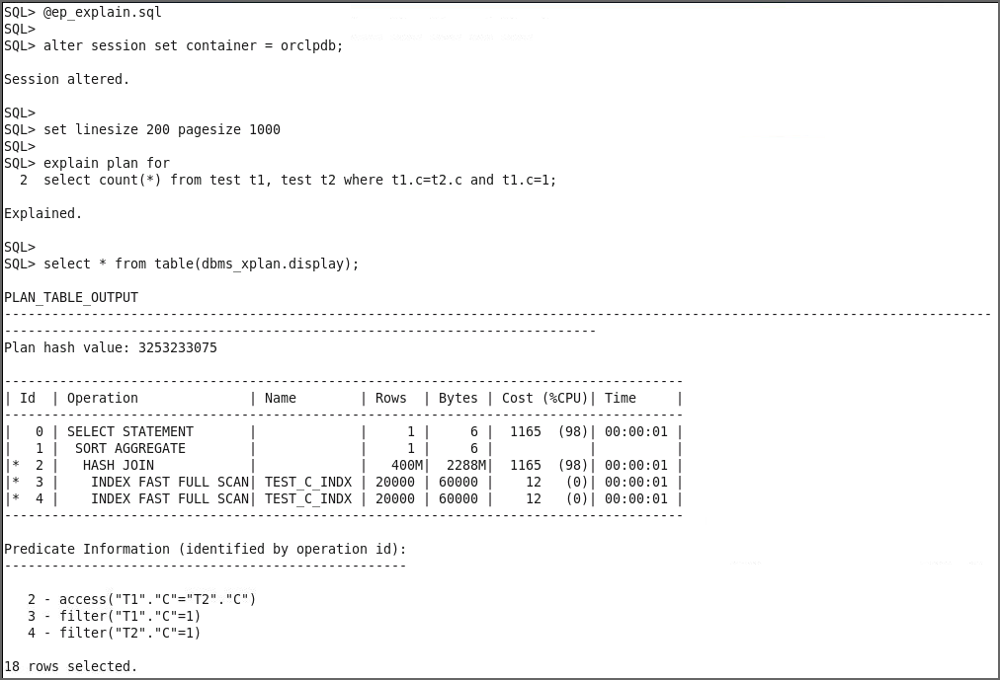 SQL> @ep_explain.sql
SQL>
SQL> alter session set container = orclpdb;
Session altered.
SQL>
SQL> set linesize 200 pagesize 1000
SQL>
SQL> explain plan for
  2  select count(*) from test t1, test t2 where t1.c=t2.c and t1.c=1;
Explained.
SQL>
SQL> select * from table(dbms_xplan.display);
PLAN_TABLE_OUTPUT
-----------------------------------------------------------------------------------------------------------------------------
---------------------------------------------------------------------------
Plan hash value: 3253233075
--------------------------------------------------------------------------------------
| Id  | Operation              | Name        | Rows  | Bytes | Cost (%CPU)| Time     |
--------------------------------------------------------------------------------------
|   0 | SELECT STATEMENT       |             |     1 |     6 |  1165  (98)| 00:00:01 |
|   1 |  SORT AGGREGATE        |             |     1 |     6 |            |          |
|*  2 |   HASH JOIN            |             |   400M|  2288M|  1165  (98)| 00:00:01 |
|*  3 |    INDEX FAST FULL SCAN| TEST_C_INDX | 20000 | 60000 |    12   (0)| 00:00:01 |
|*  4 |    INDEX FAST FULL SCAN| TEST_C_INDX | 20000 | 60000 |    12   (0)| 00:00:01 |
--------------------------------------------------------------------------------------
Predicate Information (identified by operation id):
---------------------------------------------------
   2 - access("T1"."C"="T2"."C")
   3 - filter("T1"."C"=1)
   4 - filter("T2"."C"=1)
18 rows selected.